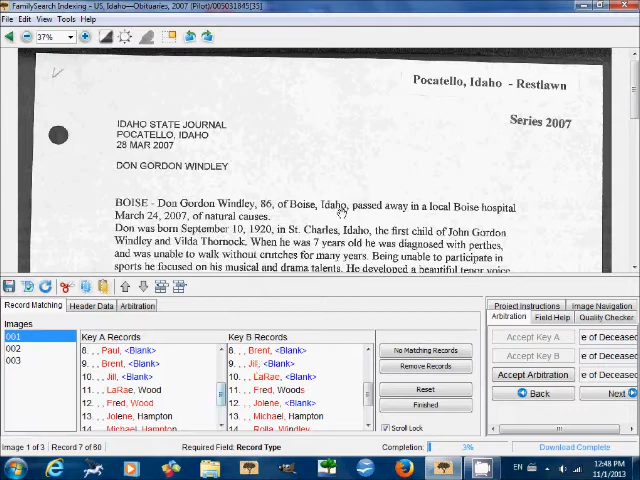 FamilySearch Indexing - US, Idaho—Obituaries, 2007 (Pilot)/005031845[35]
File Edit View Tools Help
37%
Pocatello, Idaho - Restlawn
Series 2007
IDAHO STATE JOURNAL
POCATELLO, IDAHO
28 MAR 2007
DON GORDON WINDLEY
BOISE - Don Gordon Windley, 86, of Boise, Idaho, passed away in a local Boise hospital
March 24, 2007, of natural causes.
Don was born September 10, 1920, in St. Charles, Idaho, the first child of John Gordon
Windley and Vilda Thornock. When he was 7 years old he was diagnosed with perthes,
and was unable to walk without crutches for many years. Being unable to participate in
sports he focused on his musical and drama talents. He developed a beautiful tenor voice
Record Matching Header Data Arbitration
Images
001
002
003
Key A Records
8. , , Paul, <Blank>
9. , , Brent, <Blank>
10. , , Jill, <Blank>
11. , , LaRae, Wood
12. , , Fred, Wood
13. , , Jolene, Hampton
14. , , Michael, Hampton
Key B Records
8. , , Brent, <Blank>
9. , , Jill, <Blank>
10. , , LaRae, <Blank>
11. , , Fred, Woods
12. , , Jolene, Hampton
13. , , Michael, Hampton
14. , , Rolla, Windley
No Matching Records
Remove Records
Reset
Finished
Scroll Lock
Project Instructions Image Navigation
Arbitration Field Help Quality Checker
Accept Key A e of Deceased
Accept Key B
Accept Arbitration e of Deceased
Back Next
Image 1 of 3 Record 7 of 60 Required Field: Record Type Completion: 3% Download Complete
EN
12:48 PM
11/1/2013